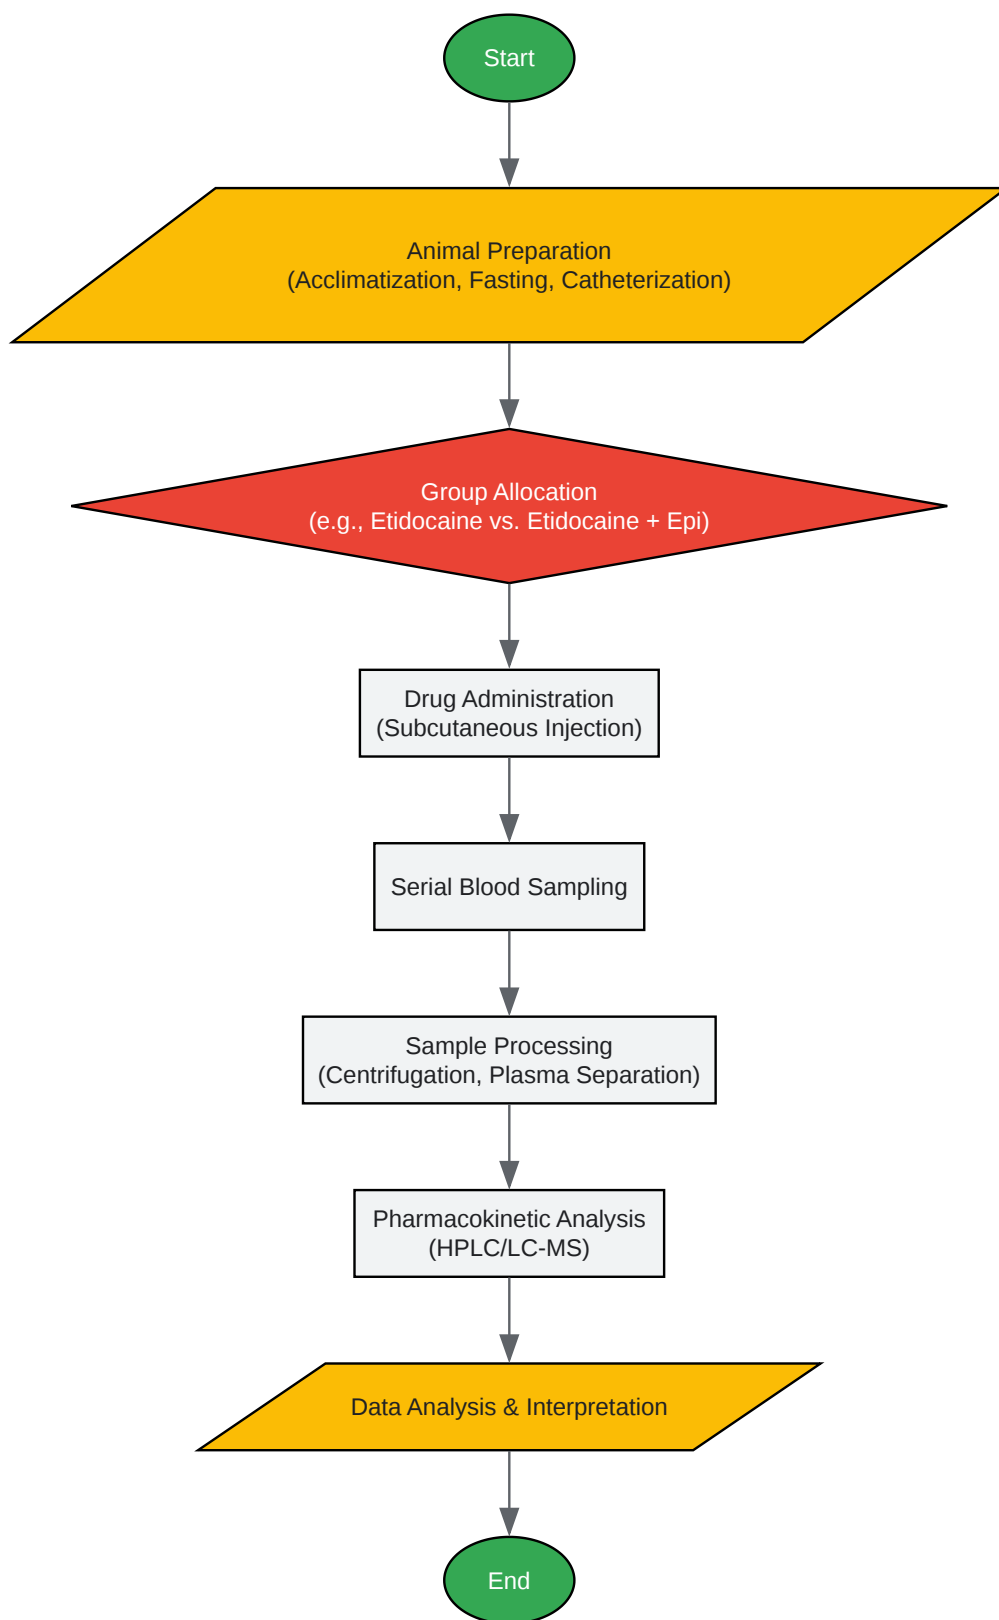 Start
Animal Preparation
(Acclimatization, Fasting, Catheterization)
Group Allocation
(e.g., Etidocaine vs. Etidocaine + Epi)
Drug Administration
(Subcutaneous Injection)
Serial Blood Sampling
Sample Processing
(Centrifugation, Plasma Separation)
Pharmacokinetic Analysis
(HPLC/LC-MS)
Data Analysis & Interpretation
End